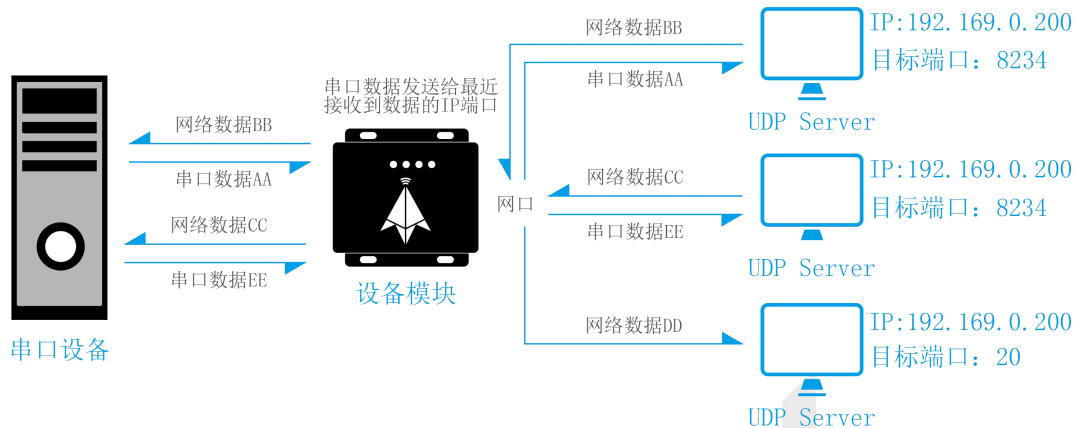 网络数据BB
串口数据AA
网络数据CC
串口数据EE
串口设备
串口数据发送给最近
接收到数据的IP端口
设备模块
网口
网络数据BB
串口数据AA
网络数据CC
串口数据EE
网络数据DD
IP:192.169.0.200
目标端口：8234
UDP Server
IP:192.169.0.200
目标端口：8234
UDP Server
IP:192.169.0.200
目标端口：20
UDP Server